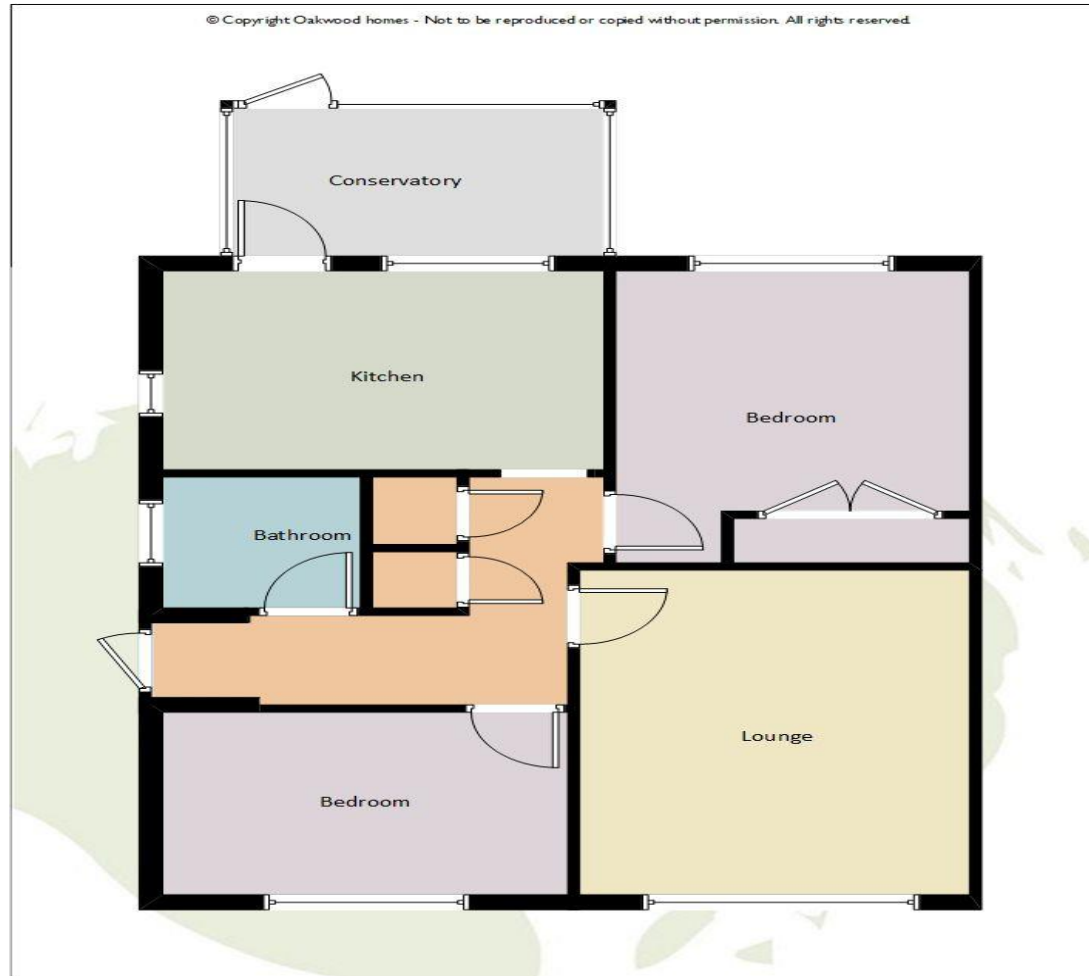 © Copyright Oakwood homes - Not to be reproduced or copied without permission. All rights reserved.
Conservatory
Kitchen
Bedroom
Bathroom
Lounge
Bedroom